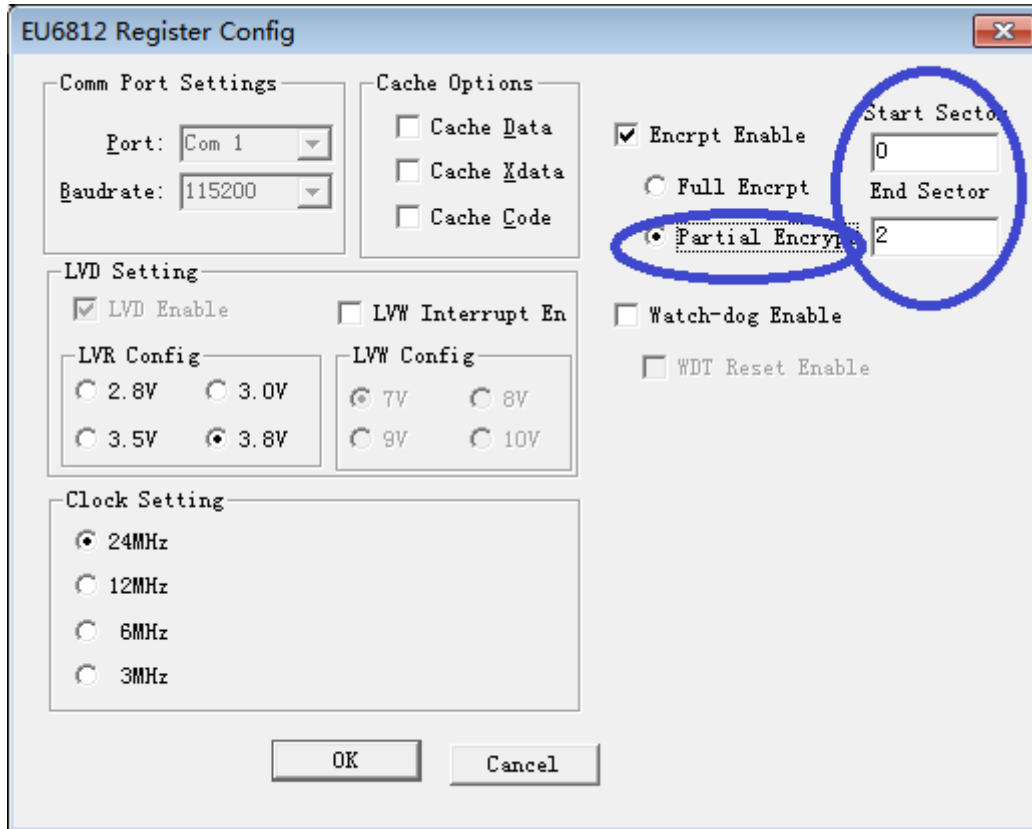 EU6812 Register Config
Comm Port Settings
Port: Com 1
Baudrate: 115200
Cache Options
Cache Data
Cache Xdata
Cache Code
Encrpt Enable
Full Encrpt
Partial Encryp
Start Sector
0
End Sector
2
LVD Setting
LVD Enable
LVW Interrupt En
LVR Config
2.8V 3.0V
3.5V 3.8V
LVW Config
7V 8V
9V 10V
Watch-dog Enable
WDT Reset Enable
Clock Setting
24MHz
12MHz
6MHz
3MHz
OK Cancel